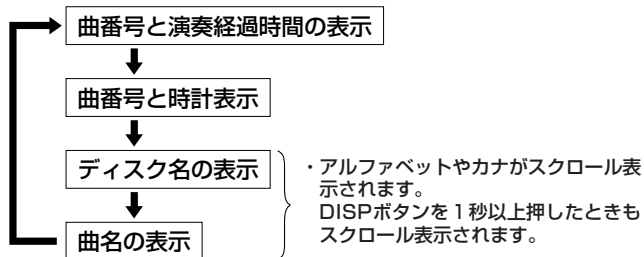 曲番号と演奏経過時間の表示
曲番号と時計表示
ディスク名の表示
曲名の表示
・アルファベットやカナがスクロール表
示されます。
DISPボタンを1秒以上押したときも
スクロール表示されます。